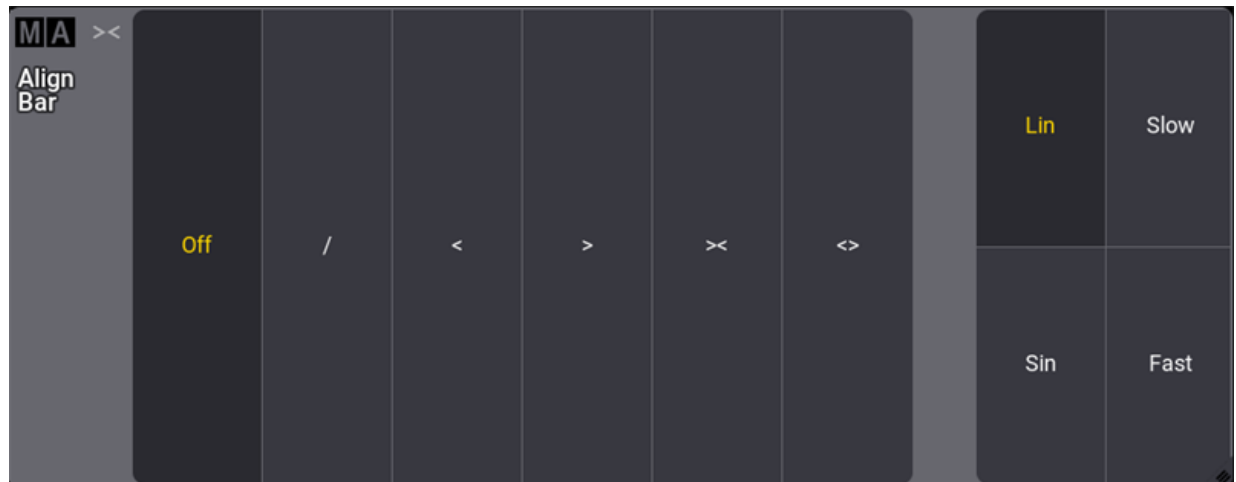 MA ><
Align
Bar
Off / < > >< <>
Lin Slow
Sin Fast